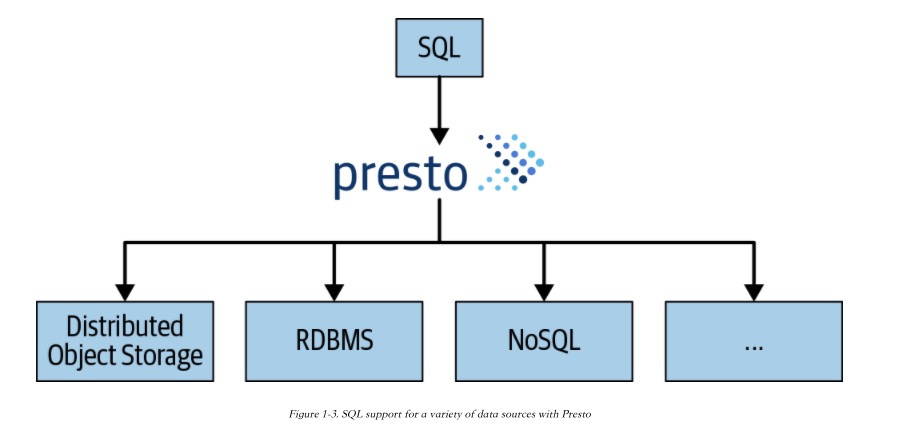 SQL
presto
Distributed
Object Storage
RDBMS
NoSQL
...
Figure 1-3. SQL support for a variety of data sources with Presto